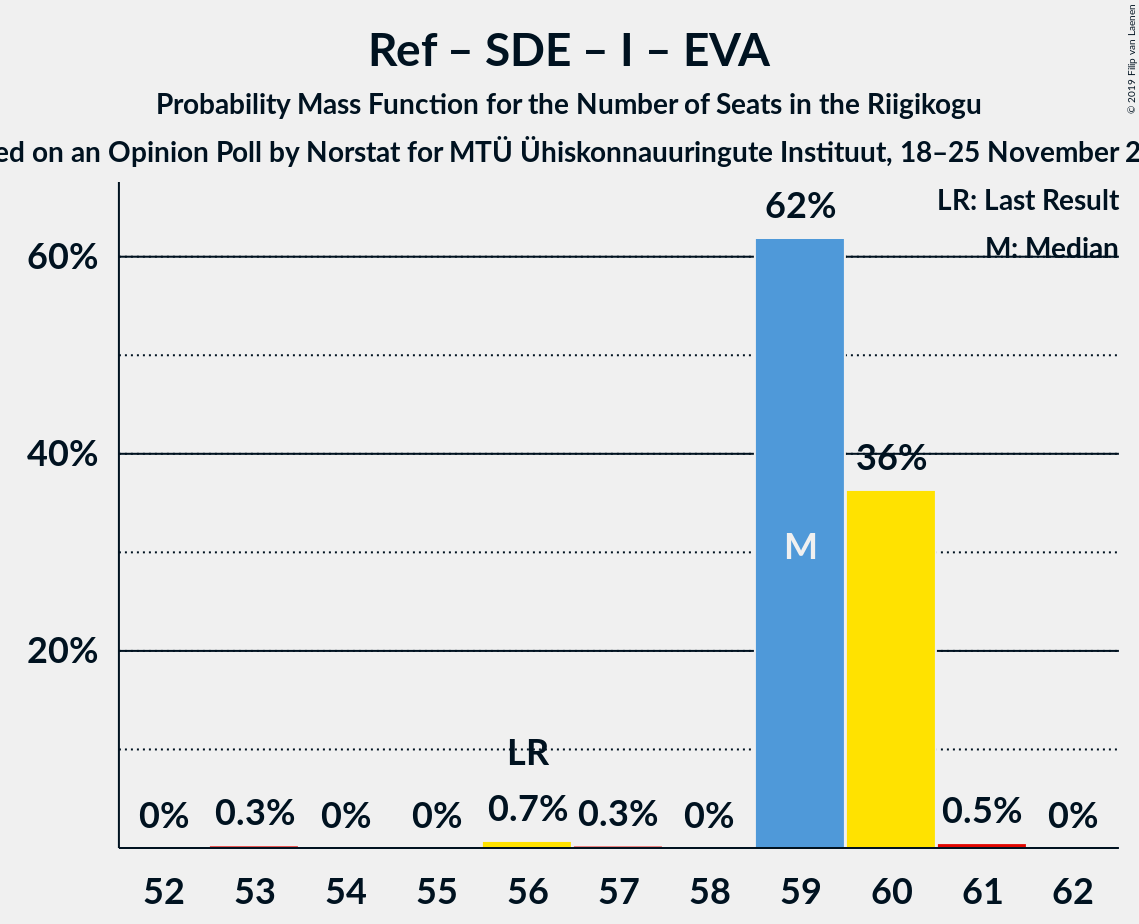 Ref – SDE – I – EVA
Probability Mass Function for the Number of Seats in the Riigikogu
ed on an Opinion Poll by Norstat for MTÜ Ühiskonnauuringute Instituut, 18–25 November 2
© 2019 Filip van Laenen
LR: Last Result
M: Median
62%
60%
40%
36%
M
20%
LR
0% 0.3% 0% 0% 0.7% 0.3% 0% 0.5% 0%
52 53 54 55 56 57 58 59 60 61 62